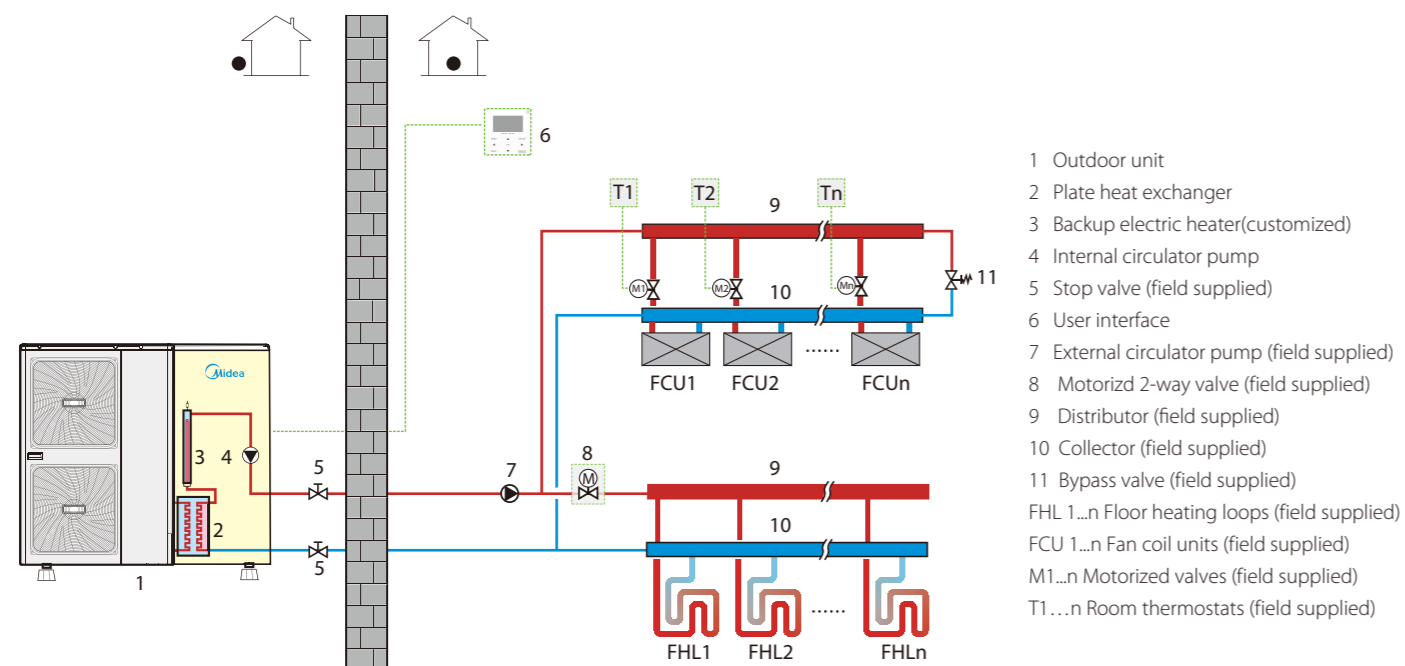 6
T1
T2
Tn
9
M1
M2
Mn
11
10
FCU1
FCU2
......
FCUn
Midea
3
4
5
2
1
5
7
8
M
9
10
......
FHL1
FHL2
FHLn
1 Outdoor unit
2 Plate heat exchanger
3 Backup electric heater(customized)
4 Internal circulator pump
5 Stop valve (field supplied)
6 User interface
7 External circulator pump (field supplied)
8 Motorizd 2-way valve (field supplied)
9 Distributor (field supplied)
10 Collector (field supplied)
11 Bypass valve (field supplied)
FHL 1...n Floor heating loops (field supplied)
FCU 1...n Fan coil units (field supplied)
M1...n Motorized valves (field supplied)
T1…n Room thermostats (field supplied)